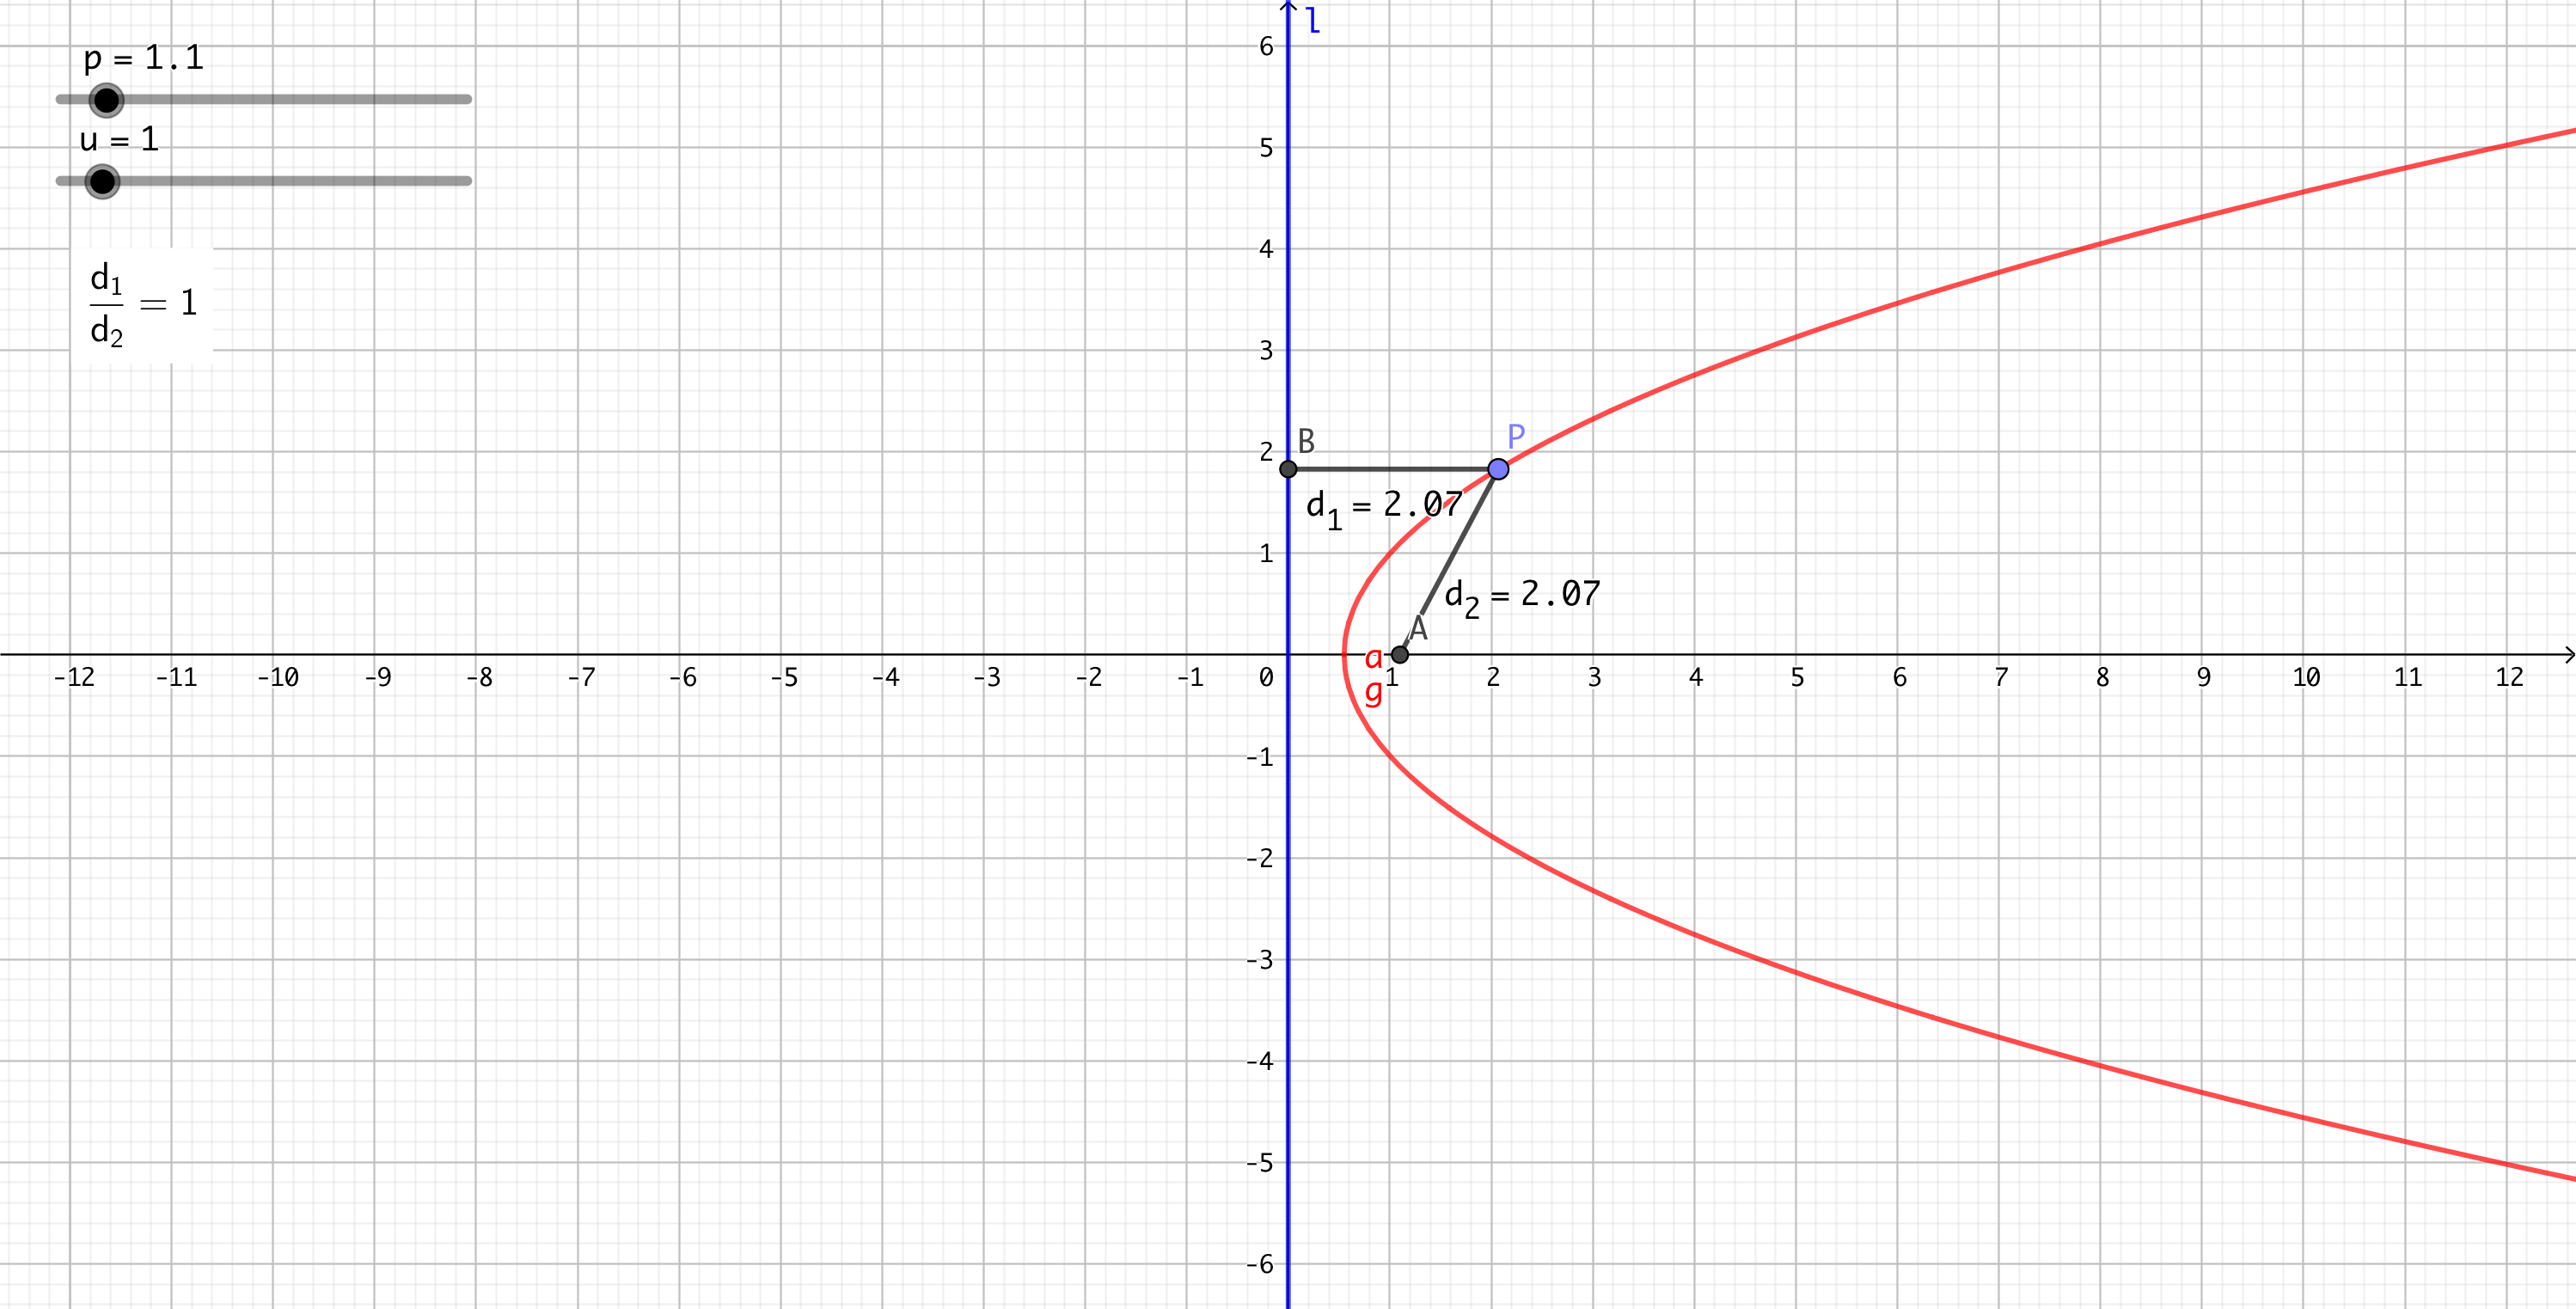 p = 1.1
u = 1
d₁/d₂ = 1
l
6
5
4
3
2
1
B
P
d₁ = 2.07
d₂ = 2.07
A
a
g
-12 -11 -10 -9 -8 -7 -6 -5 -4 -3 -2 -1 0 1 2 3 4 5 6 7 8 9 10 11 12
-1
-2
-3
-4
-5
-6